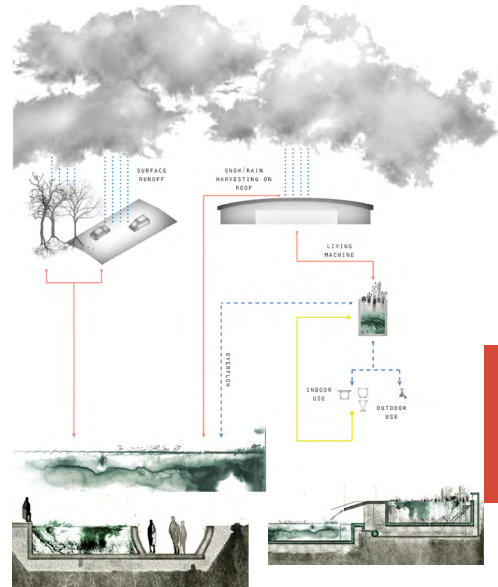 SURFACE
RUNOFF
SNOW/RAIN
HARVESTING ON
ROOF
LIVING
MACHINE
OVERFLOW
INDOOR
USE
OUTDOOR
USE